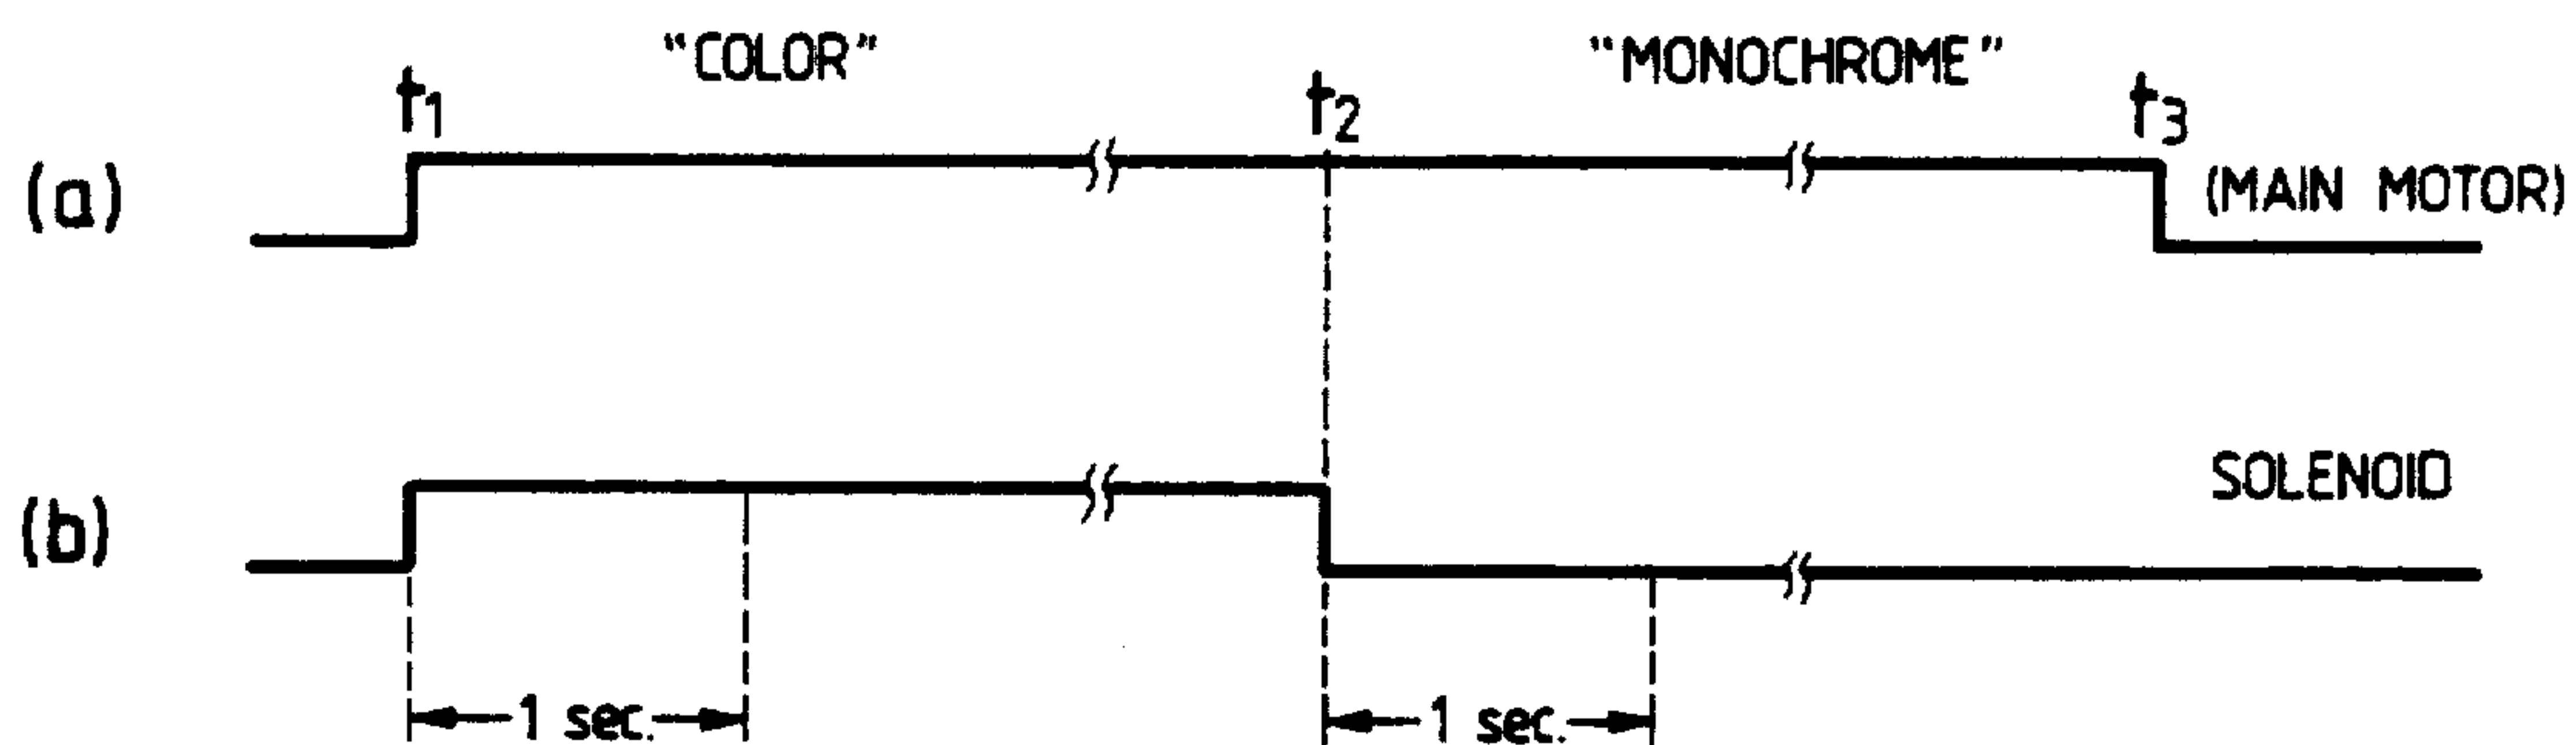 "COLOR" "MONOCHROME"
t1 t2 t3
(a) (MAIN MOTOR)
(b) SOLENOID
1 sec. 1 sec.